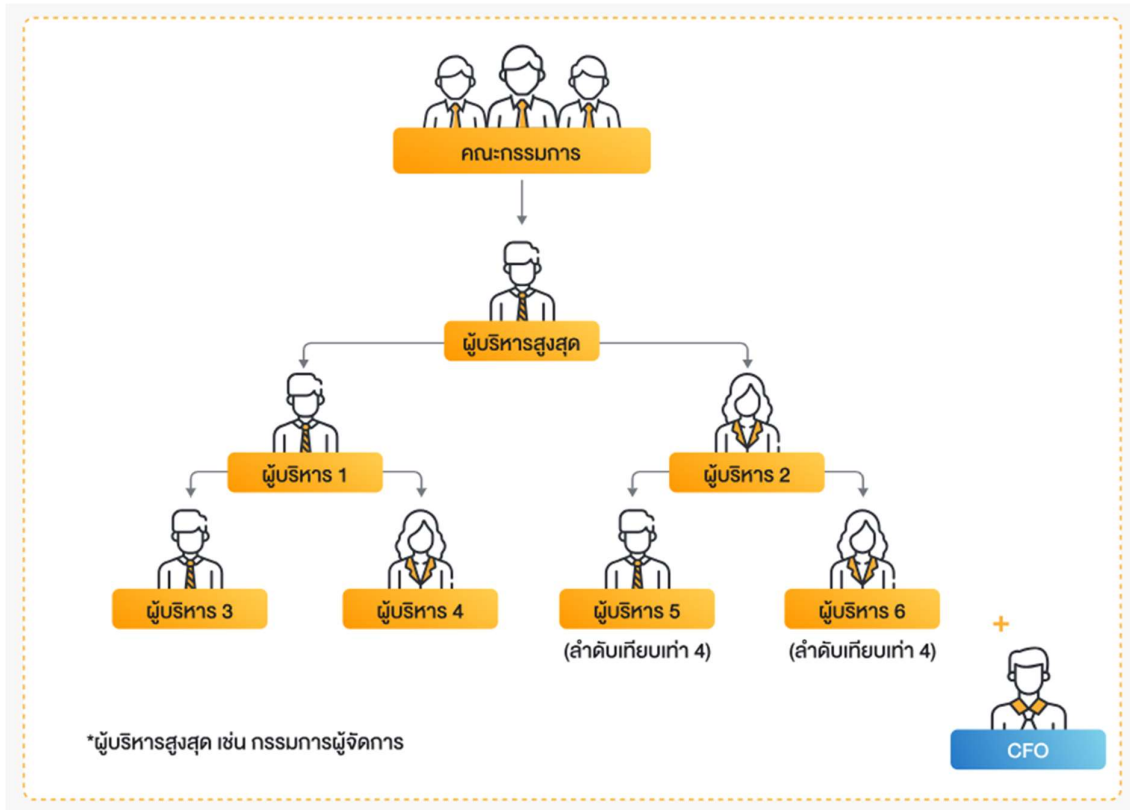 คณะกรรมการ
ผู้บริหารสูงสุด
ผู้บริหาร 1
ผู้บริหาร 2
ผู้บริหาร 3
ผู้บริหาร 4
ผู้บริหาร 5
ผู้บริหาร 6
(ลำดับเทียบเท่า 4)
(ลำดับเทียบเท่า 4)
+
*ผู้บริหารสูงสุด เช่น กรรมการผู้จัดการ
CFO